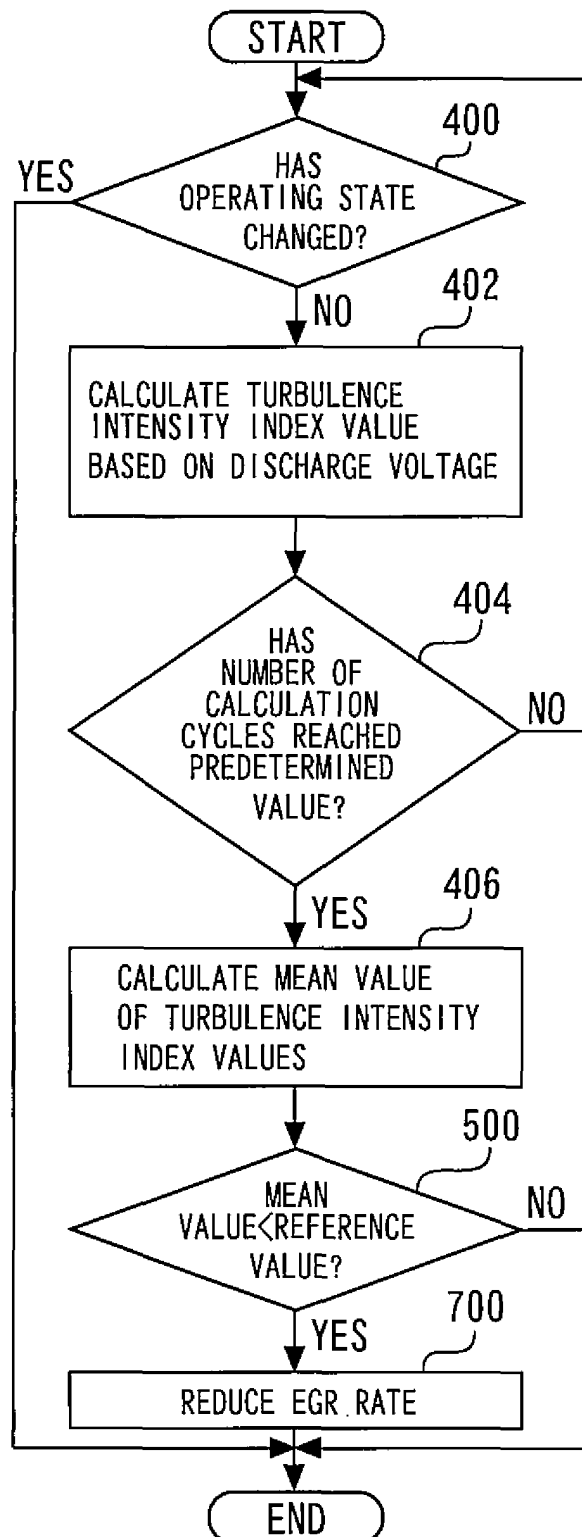 START
400
HAS
OPERATING STATE
CHANGED?
YES
NO
402
CALCULATE TURBULENCE
INTENSITY INDEX VALUE
BASED ON DISCHARGE VOLTAGE
404
HAS
NUMBER OF
CALCULATION
CYCLES REACHED
PREDETERMINED
VALUE?
NO
YES
406
CALCULATE MEAN VALUE
OF TURBULENCE INTENSITY
INDEX VALUES
500
MEAN
VALUE<REFERENCE
VALUE?
NO
YES
700
REDUCE EGR RATE
END